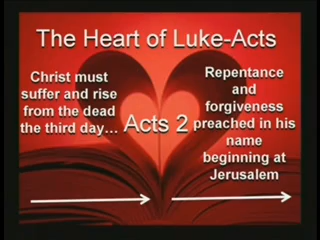 The Heart of Luke-Acts
Christ must
suffer and rise
from the dead
the third day...
Acts 2
Repentance
and
forgiveness
preached in his
name
beginning at
Jerusalem